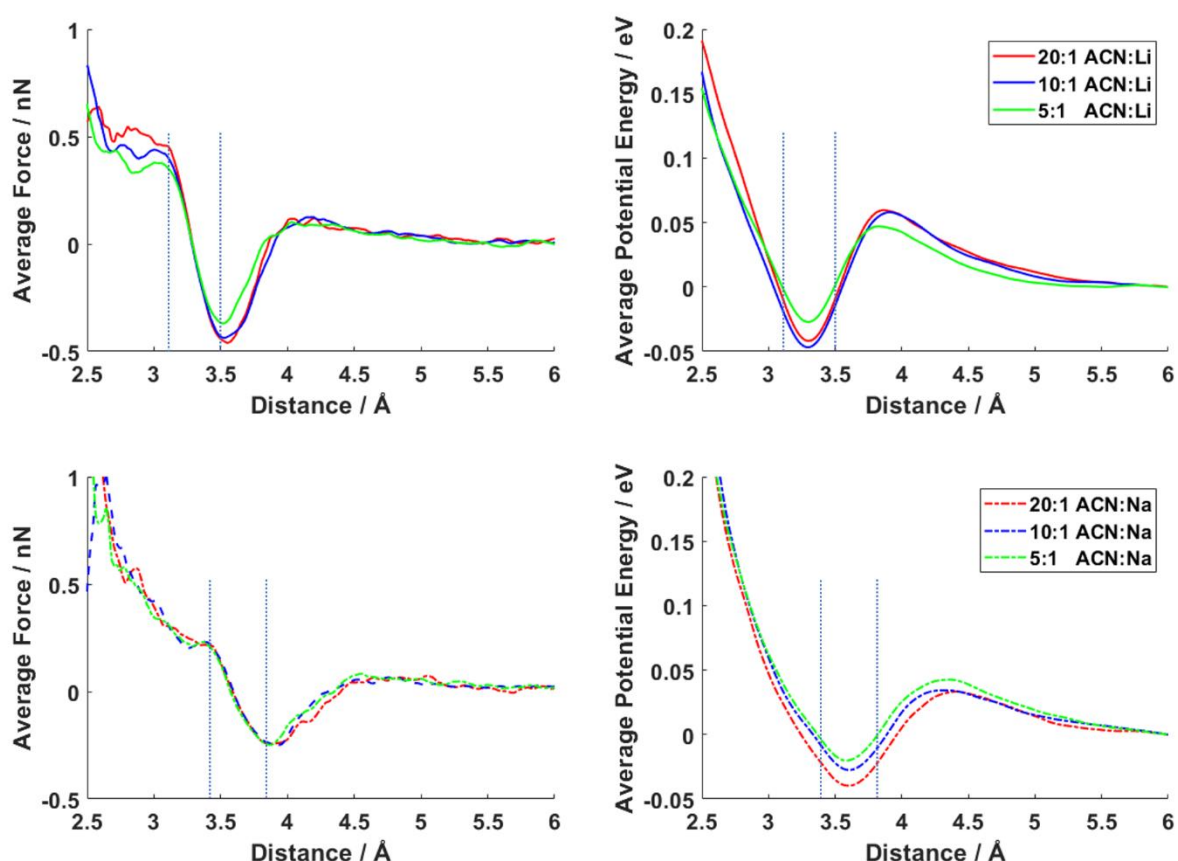 Average Force / nN
1
0.5
0
-0.5
2.5 3 3.5 4 4.5 5 5.5 6
Distance / Å
Average Potential Energy / eV
0.2
0.15
0.1
0.05
0
-0.05
2.5 3 3.5 4 4.5 5 5.5 6
Distance / Å
20:1 ACN:Li
10:1 ACN:Li
5:1 ACN:Li
Average Force / nN
1
0.5
0
-0.5
2.5 3 3.5 4 4.5 5 5.5 6
Distance / Å
Average Potential Energy / eV
0.2
0.15
0.1
0.05
0
-0.05
2.5 3 3.5 4 4.5 5 5.5 6
Distance / Å
20:1 ACN:Na
10:1 ACN:Na
5:1 ACN:Na